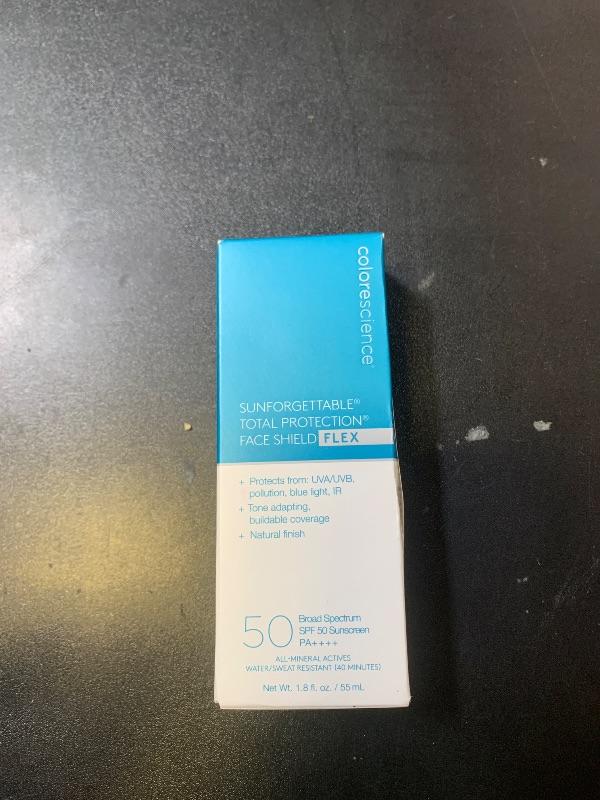 colorescience®
SUNFORGETTABLE®
TOTAL PROTECTION®
FACE SHIELD FLEX
+ Protects from: UVA/UVB,
pollution, blue light, IR
+ Tone adapting,
buildable coverage
+ Natural finish
50
Broad Spectrum
SPF 50 Sunscreen
PA++++
ALL-MINERAL ACTIVES
WATER/SWEAT RESISTANT (40 MINUTES)
Net Wt. 1.8 fl. oz. / 55 mL